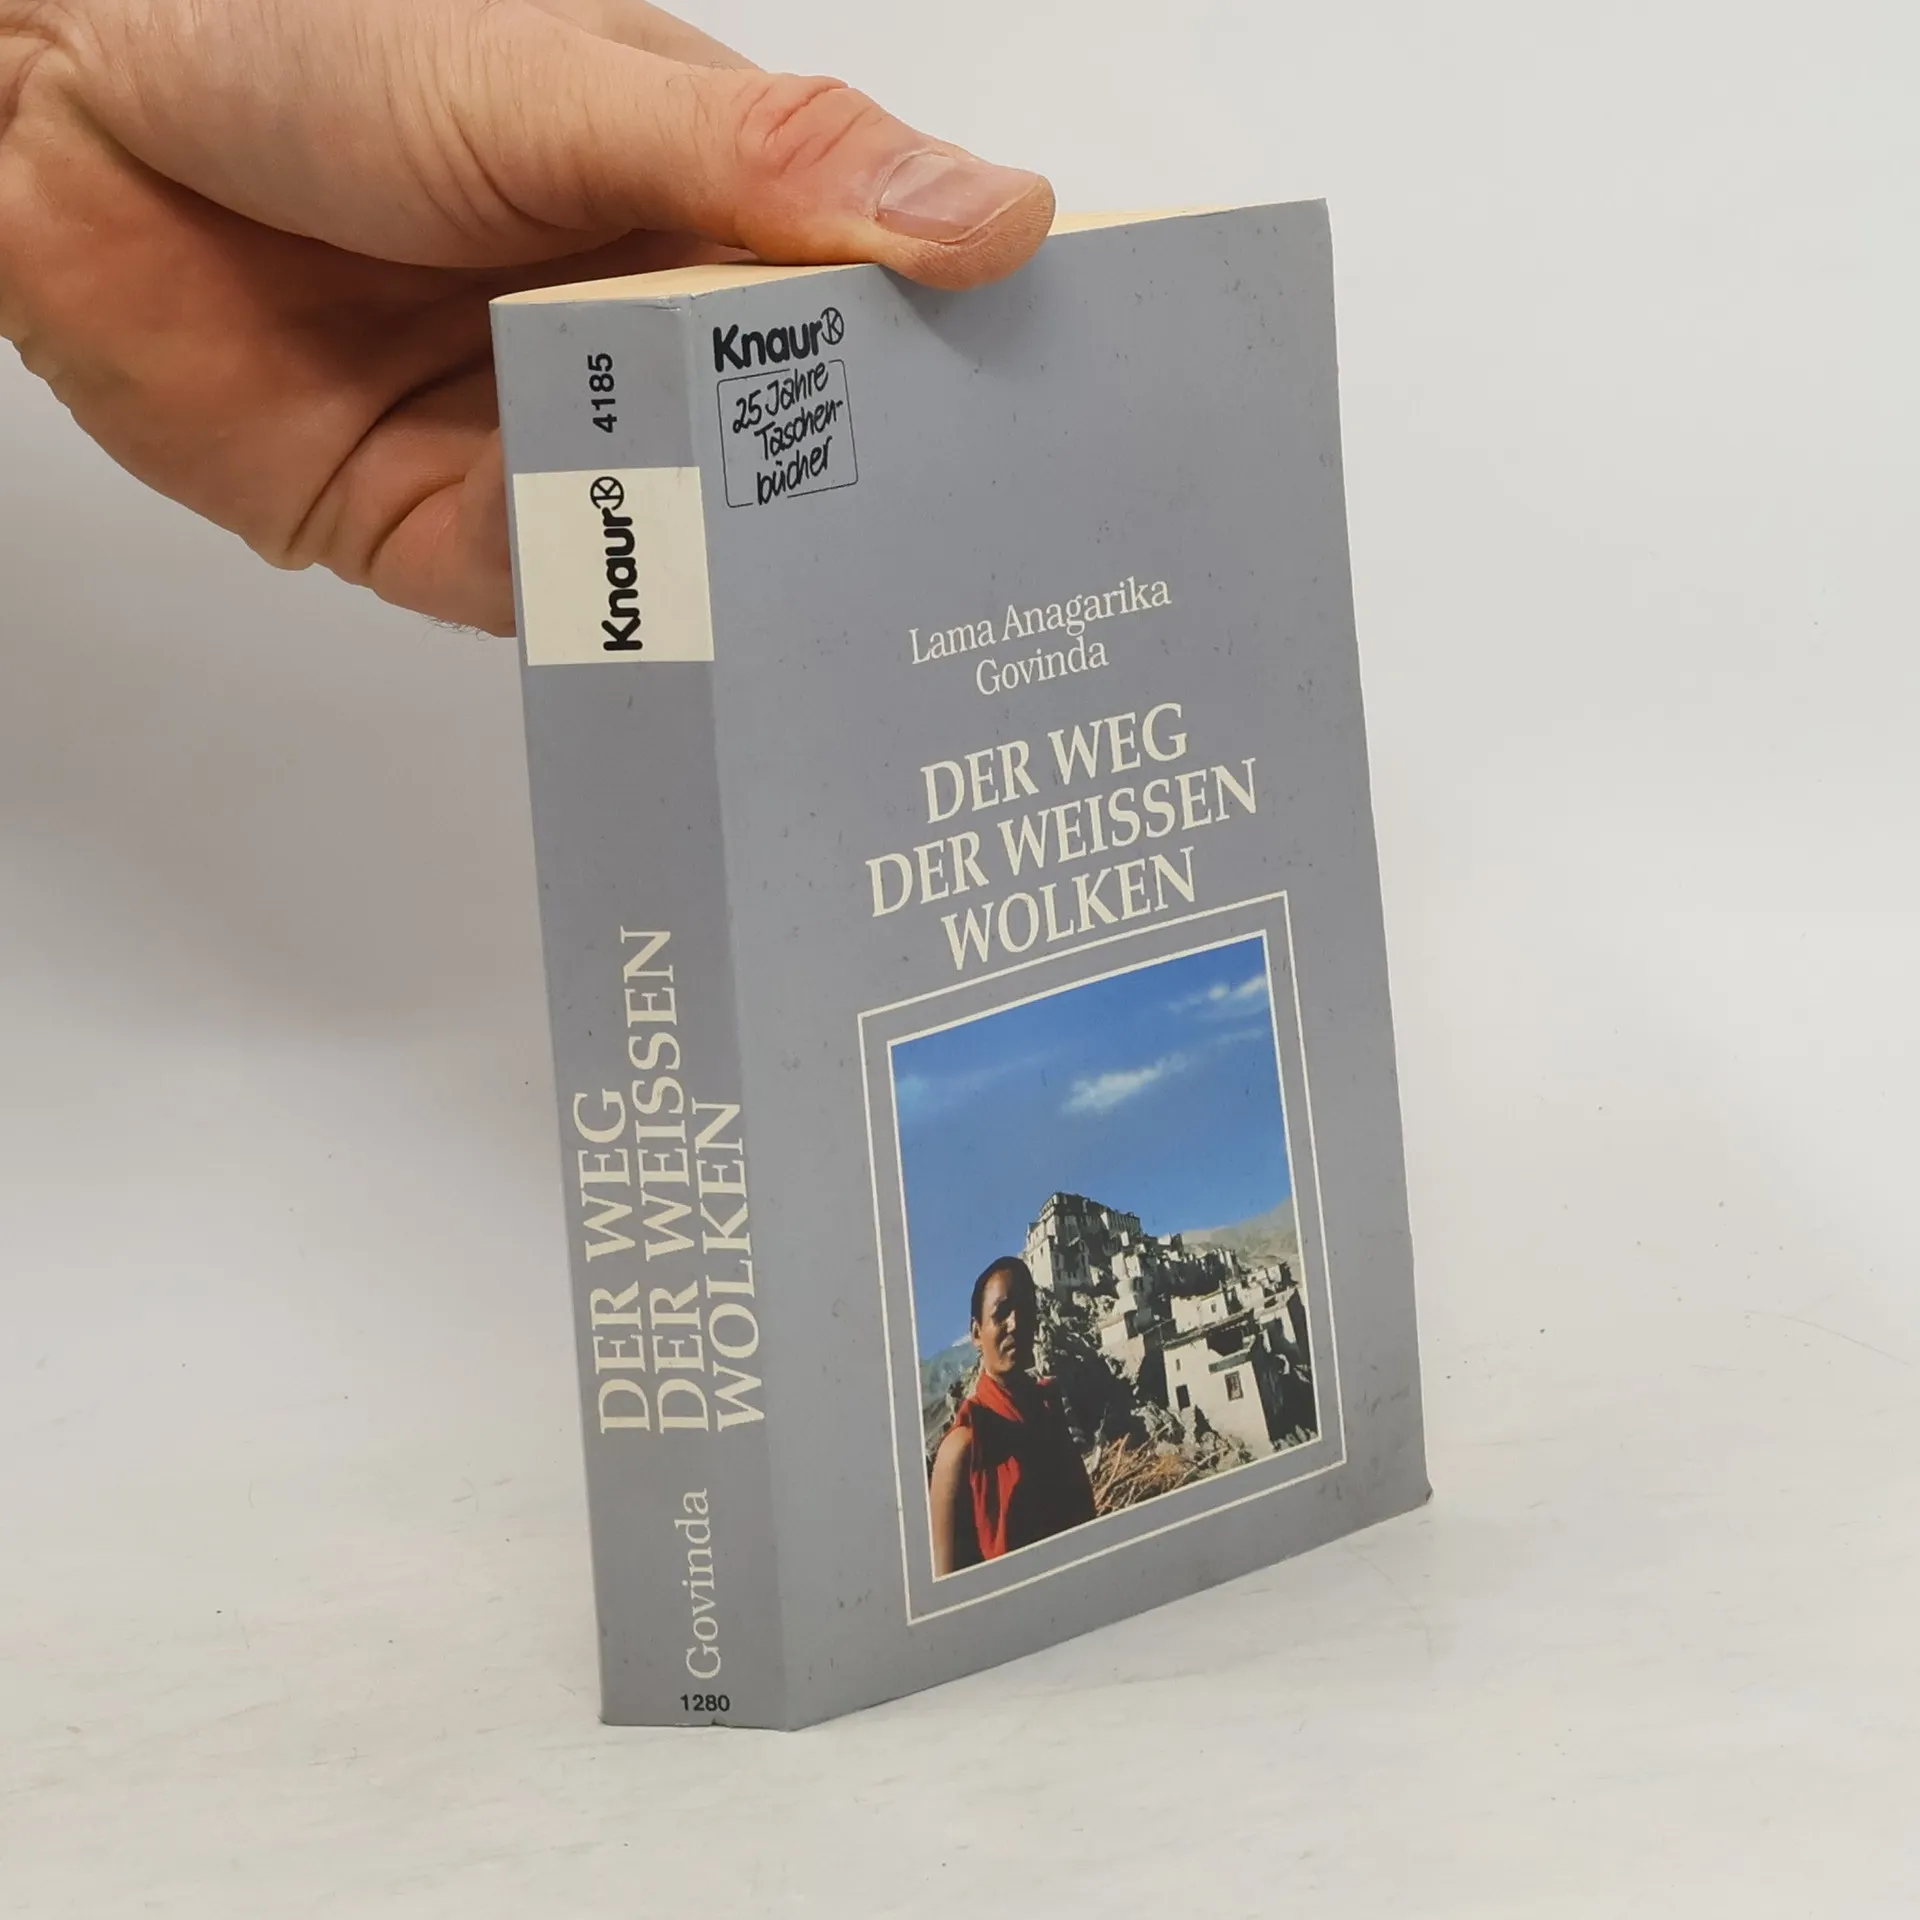 4185
Knaur
DER WEG
DER WEISSEN
WOLKEN
Govinda
1280
Knaur
25 Jahre
Taschen-
bücher
Lama Anagarika
Govinda
DER WEG
DER WEISSEN
WOLKEN